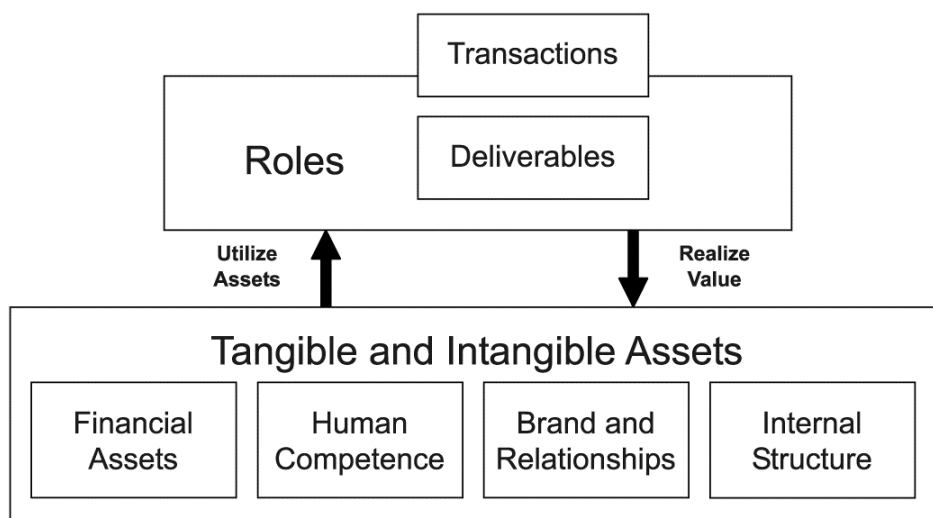 Transactions
Roles
Deliverables
Utilize
Assets
Realize
Value
Tangible and Intangible Assets
Financial
Assets
Human
Competence
Brand and
Relationships
Internal
Structure